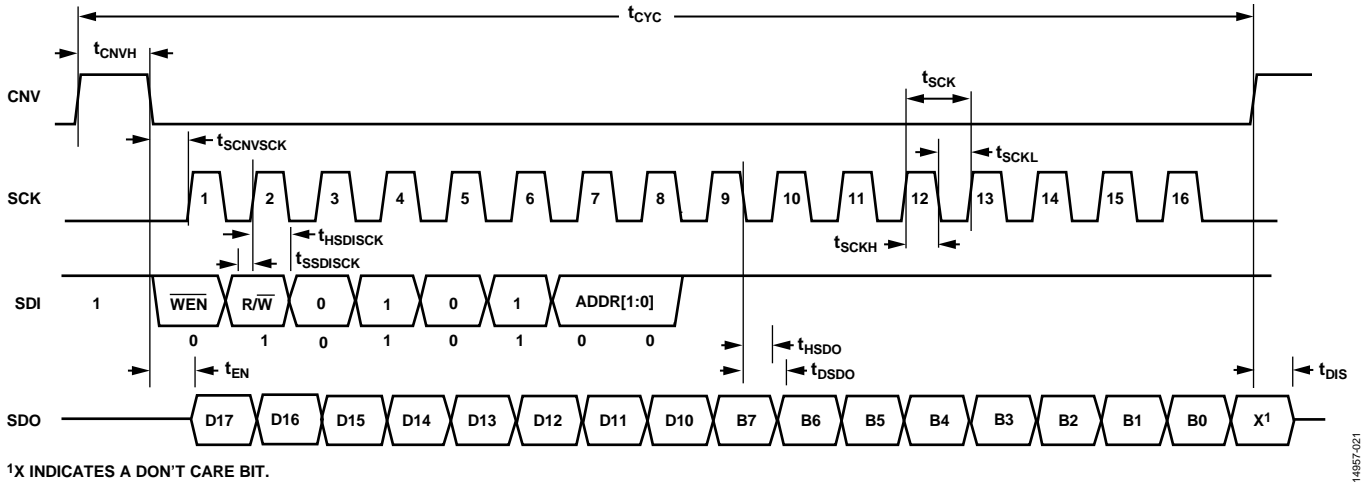 tCYC
tCNVH
tSCK
CNV
tSCNVSCK
tSCKL
SCK 1 2 3 4 5 6 7 8 9 10 11 12 13 14 15 16
tHSDISCK
tSCKH
tSSDISCK
SDI 1 WEN R/W 0 1 0 1 ADDR[1:0]
0 1 0 1 0 1 0 0
tHSDO
tEN
tDSDO
tDIS
SDO D17 D16 D15 D14 D13 D12 D11 D10 B7 B6 B5 B4 B3 B2 B1 B0 X1
1X INDICATES A DON'T CARE BIT.
14957-021